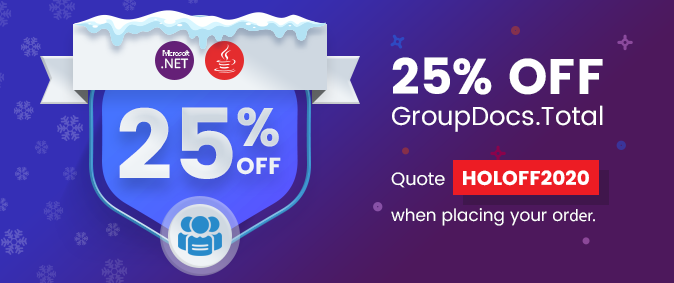 Microsoft
.NET
25%
OFF
25% OFF
GroupDocs.Total
Quote HOLOFF2020
when placing your order.